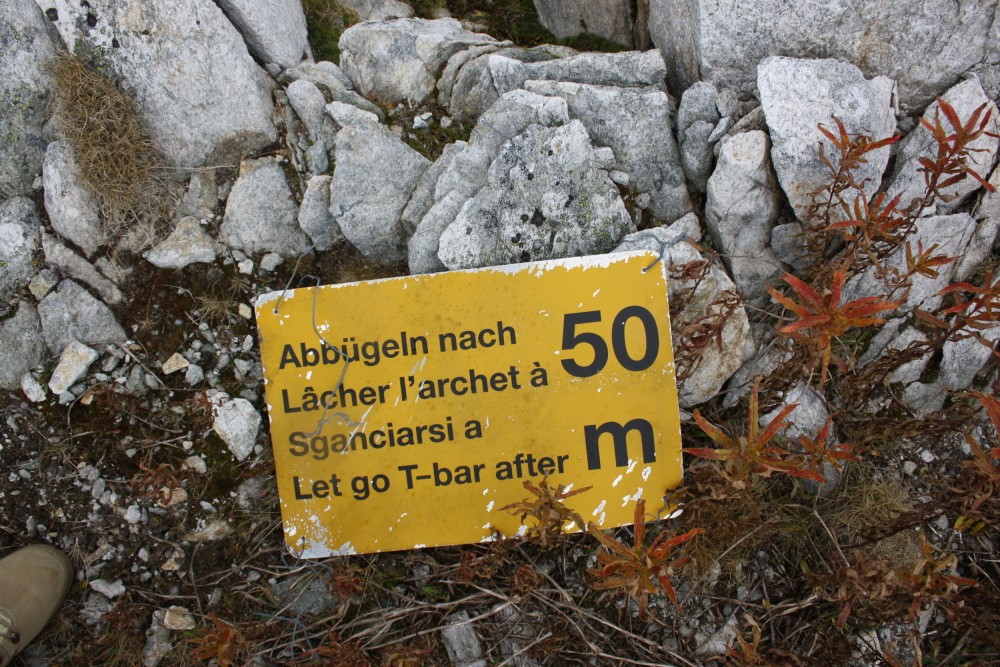 Abbügeln nach 50
Lâcher l'archet à
Sganciarsi a m
Let go T-bar after